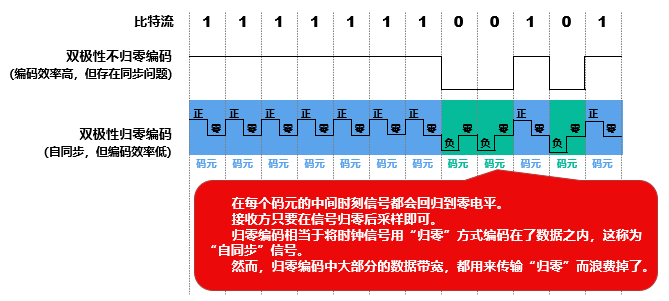 比特流 1 1 1 1 1 1 1 0 0 1 0 1
双极性不归零编码
(编码效率高，但存在同步问题)
正 正 正 正 正 正 正 正 正
双极性归零编码
零 零 零 零 零 零 零 零 零 零 零 零
负 负 负
(自同步，但编码效率低)
码元 码元 码元 码元 码元 码元 码元 码元 码元 码元 码元 码元
在每个码元的中间时刻信号都会回归到零电平。
接收方只要在信号归零后采样即可。
归零编码相当于将时钟信号用“归零”方式编码在了数据之内，这称为
“自同步”信号。
然而，归零编码中大部分的数据带宽，都用来传输“归零”而浪费掉了。